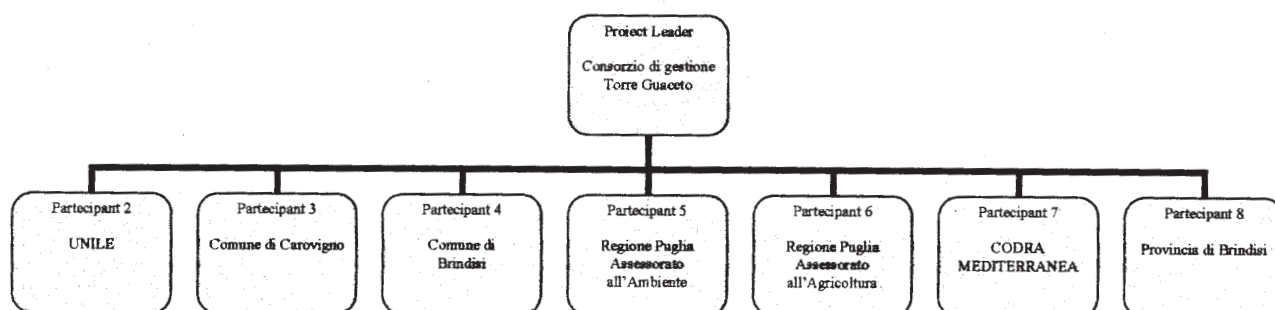 Project Leader
Consorzio di gestione
Torre Guaceto
Partecipant 2
UNILE
Partecipant 3
Comune di Carovigno
Partecipant 4
Comune di
Brindisi
Partecipant 5
Regione Puglia
Assessorato
all'Ambiente
Partecipant 6
Regione Puglia
Assessorato
all'Agricoltura
Partecipant 7
CODRA
MEDITERRANEA
Partecipant 8
Provincia di Brindisi